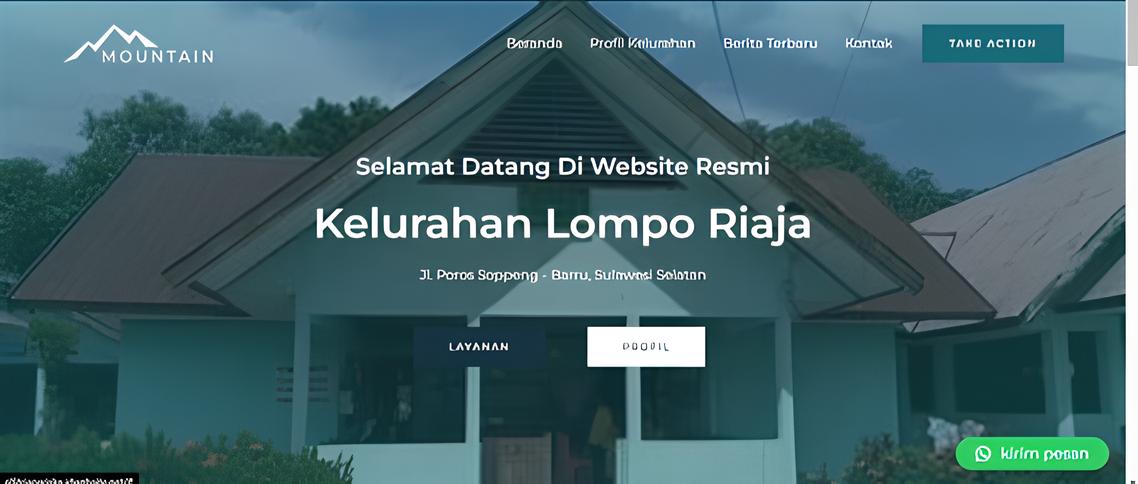 MOUNTAIN
Beranda Profil Kelurahan Berita Terbaru Kontak TAKE ACTION
Selamat Datang Di Website Resmi
Kelurahan Lompo Riaja
Jl. Poros Soppeng - Barru, Sulawesi Selatan
LAYANAN PROFIL
kirim pesan